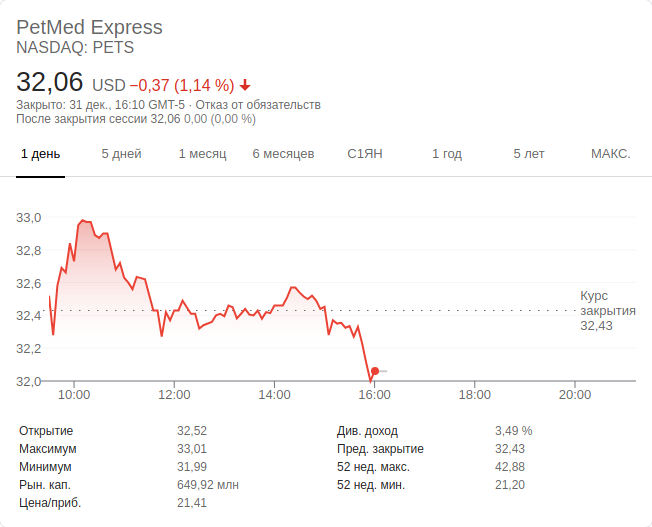 PetMed Express
NASDAQ: PETS
32,06 USD −0,37 (1,14 %)
Закрыто: 31 дек., 16:10 GMT-5 · Отказ от обязательств
После закрытия сессии 32,06 0,00 (0,00 %)
1 день 5 дней 1 месяц 6 месяцев С1ЯН 1 год 5 лет МАКС.
33,0
32,8
32,6
32,4
32,2
32,0
Курс
закрытия
32,43
10:00 12:00 14:00 16:00 18:00 20:00
Открытие 32,52 Див. доход 3,49 %
Максимум 33,01 Пред. закрытие 32,43
Минимум 31,99 52 нед. макс. 42,88
Рын. кап. 649,92 млн 52 нед. мин. 21,20
Цена/приб. 21,41